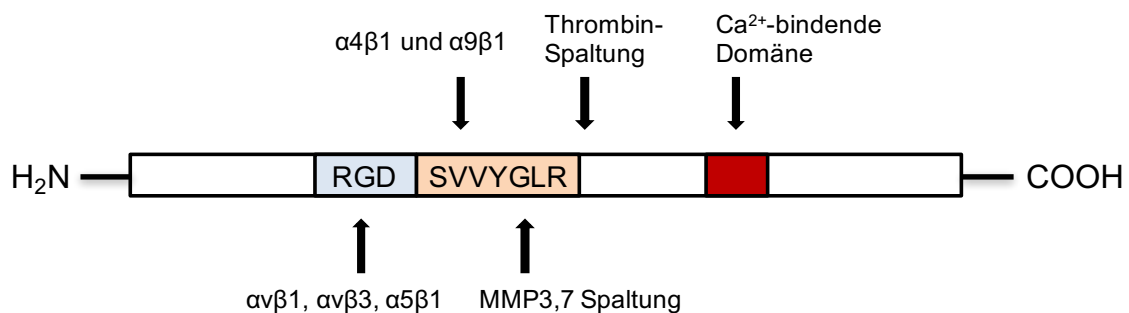 α4β1 und α9β1
Thrombin-
Spaltung
Ca²⁺-bindende
Domäne
H₂N
RGD
SVVYGLR
COOH
αvβ1, αvβ3, α5β1
MMP3,7 Spaltung